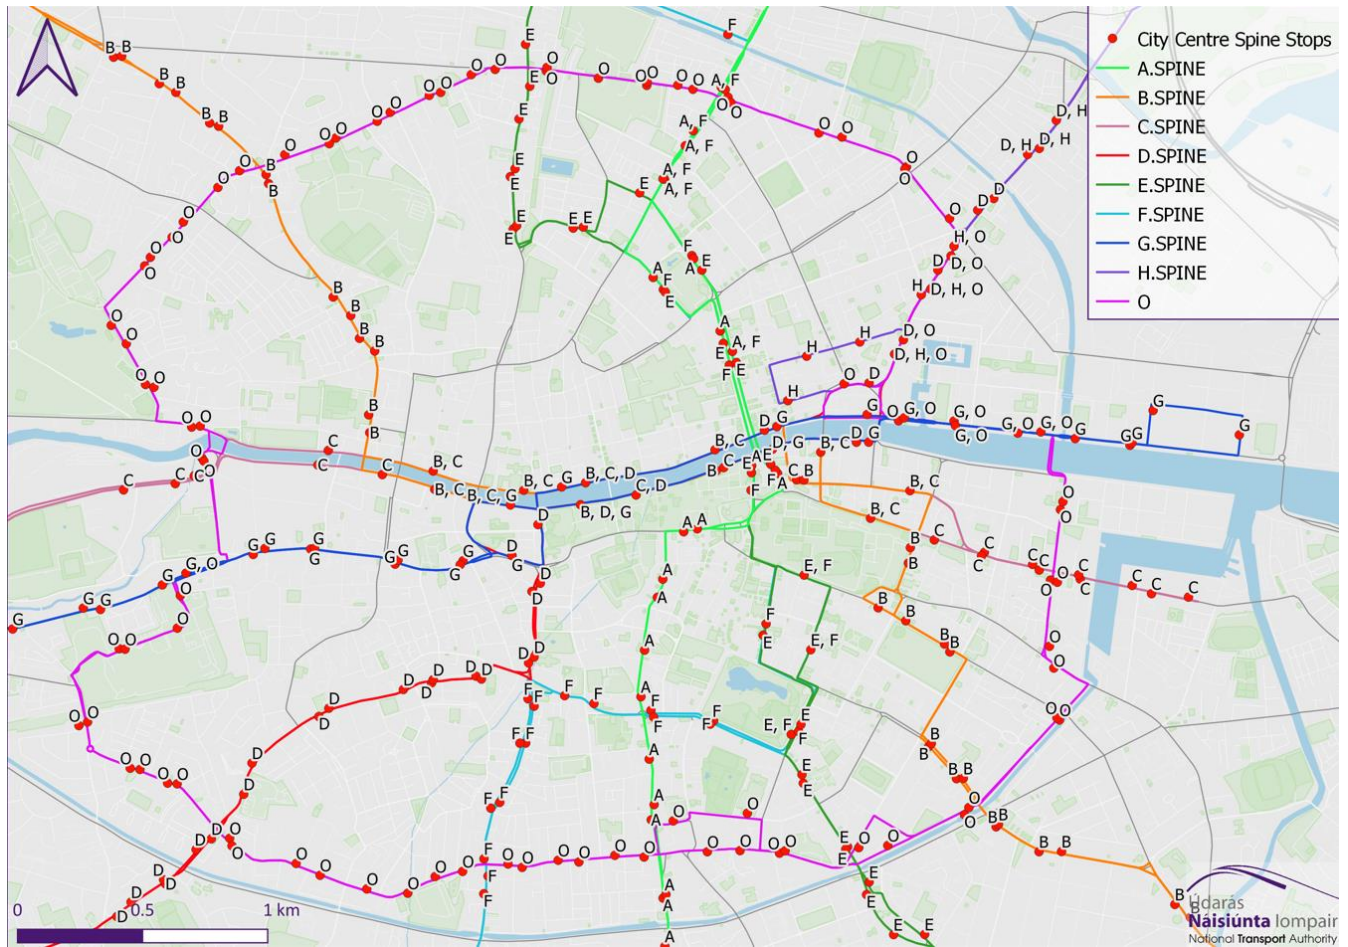 City Centre Spine Stops
A.SPINE
B.SPINE
C.SPINE
D.SPINE
E.SPINE
F.SPINE
G.SPINE
H.SPINE
O
F
E
B B
B B
B B
O O
E
O
O
O O
O O
A, F
O
O
O O
O O
O O
E
D, H
D, H
D, H
A, F
A, F
A, F
A, F
O O
O
O
O
B
B
O
O
E
E
E
D
D
O
H, O
D, O
D
H
D, H, O
O
O
O
O
O
E
E
E E
F
A
E
A
F
E
B
B
B
B
O
O
O O
A
A, F
E
F
E
H
H
H
D, O
D, H, O
O
D
B
B
O O
O
O
C
C
C
C C
B, C
B, C
B, C, G
B, C
G
B, C, D
C, D
B, D, G
B, C
B
C
E
A
E
D
G
D, G
B, C
D
G
G
O
G, O
G, O
G, O
G, O
G, O
G
G G
G
G
F
F
A
C B
B, C
B, C
C
C
C
B
B
C C
O
O
C
C
C
C
O
O
A A
D
D
D
G
G
G
G G
G
G
G G
G
G, O
O
O
G G
G
O O
A
A
A
E, F
F
E
E, F
B
B
B B
O
O
O O
D
D
D D
D
D
D
D
D
F
F
F
F
A
F
F
F
F
E, F
E
F
B
B
B B
O O
O O
O O
D
D
D
O
O
F F
F F
A
A
A
O
O
E
E
O
O
B B
B
B
B
B
D
D
D
O
O
O
O
O
F
F
F
O O
O O
O
O
O
O
O O
E
E
O
O
E
E
E
E
A
A
A
0
0.5
1 km
Údarás
Náisiúnta Iompair
National Transport Authority